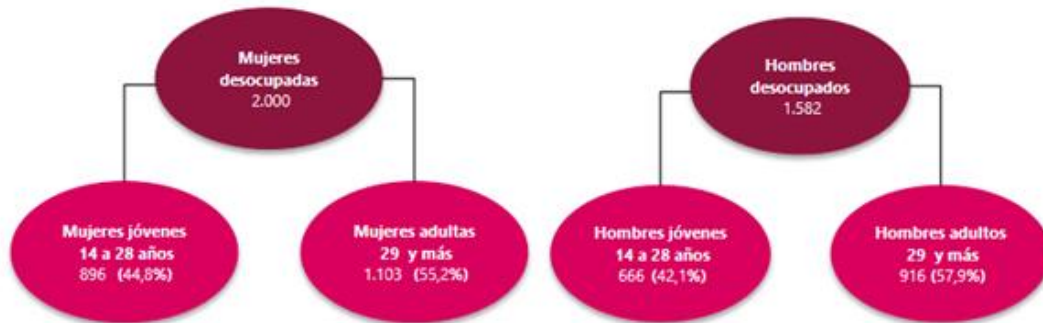 Mujeres
desocupadas
2.000
Hombres
desocupados
1.582
Mujeres jóvenes
14 a 28 años
896 (44,8%)
Mujeres adultas
29 y más
1.103 (55,2%)
Hombres jóvenes
14 a 28 años
666 (42,1%)
Hombres adultos
29 y más
916 (57,9%)